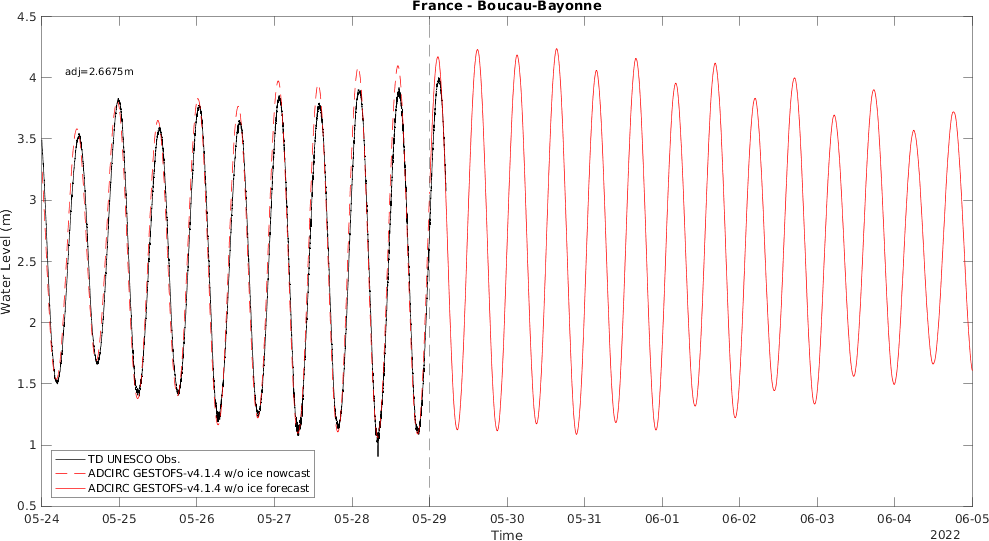 France - Boucau-Bayonne
4.5
4
3.5
3
2.5
2
1.5
1
0.5
Water Level (m)
adj=2.6675m
TD UNESCO Obs.
ADCIRC GESTOFS-v4.1.4 w/o ice nowcast
ADCIRC GESTOFS-v4.1.4 w/o ice forecast
05-24 05-25 05-26 05-27 05-28 05-29 05-30 05-31 06-01 06-02 06-03 06-04 06-05
Time
2022